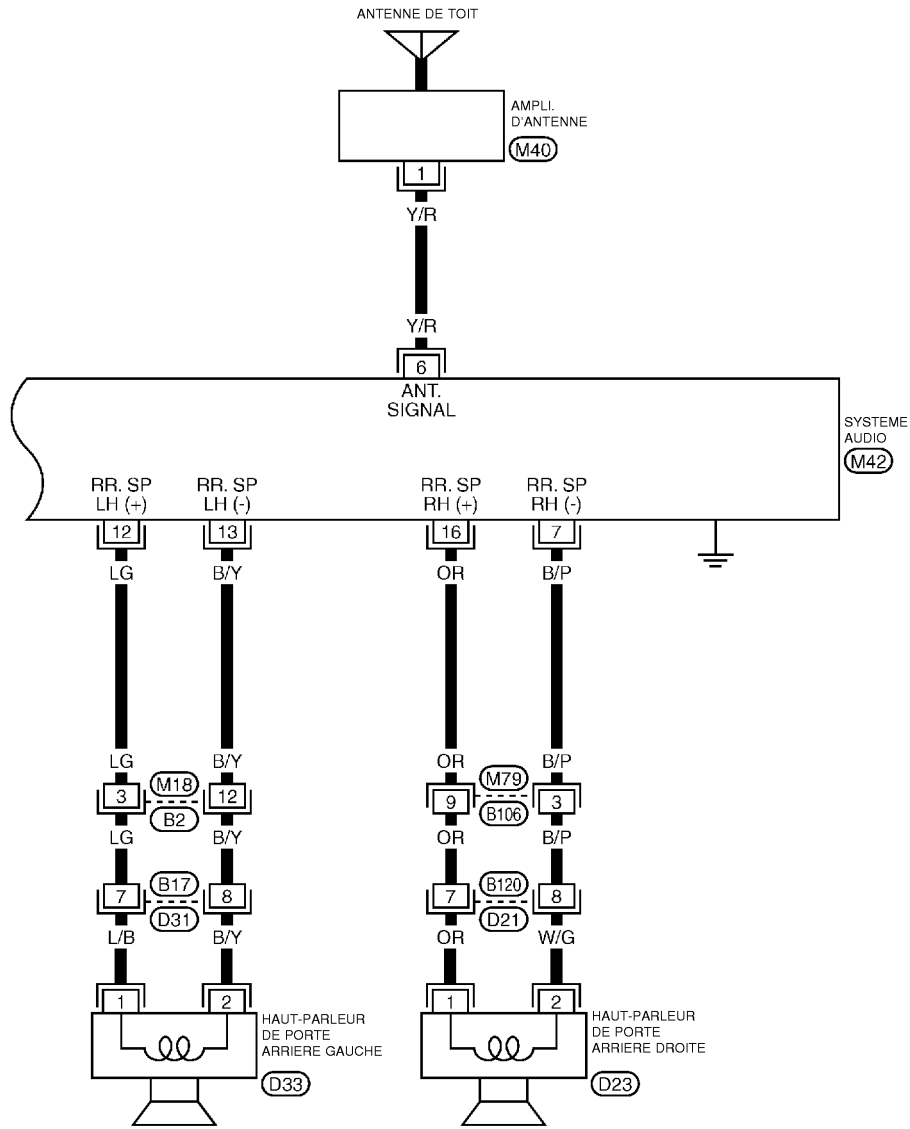 ANTENNE DE TOIT
AMPLI.
D'ANTENNE
M40
1
Y/R
Y/R
6
ANT.
SIGNAL
SYSTEME
AUDIO
M42
RR. SP
LH (+)
RR. SP
LH (-)
RR. SP
RH (+)
RR. SP
RH (-)
12
13
16
7
LG
B/Y
OR
B/P
LG
B/Y
OR
B/P
3
M18
12
9
M79
3
B2
B106
LG
B/Y
OR
B/P
7
B17
8
7
B120
8
D31
D21
L/B
B/Y
OR
W/G
1
2
1
2
HAUT-PARLEUR
DE PORTE
ARRIERE GAUCHE
D33
HAUT-PARLEUR
DE PORTE
ARRIERE DROITE
D23